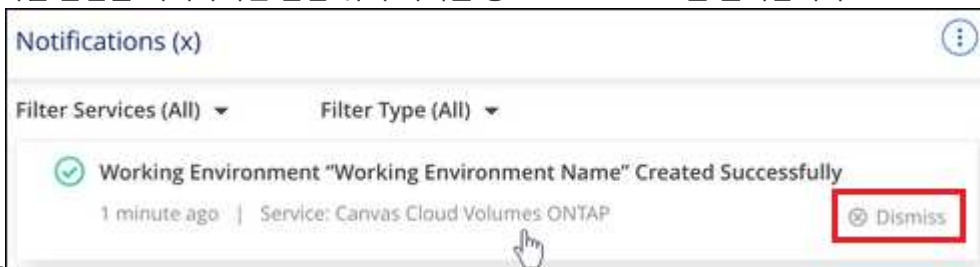 Notifications (x)
Filter Services (All) Filter Type (All)
Working Environment “Working Environment Name” Created Successfully
1 minute ago | Service: Canvas Cloud Volumes ONTAP
Dismiss